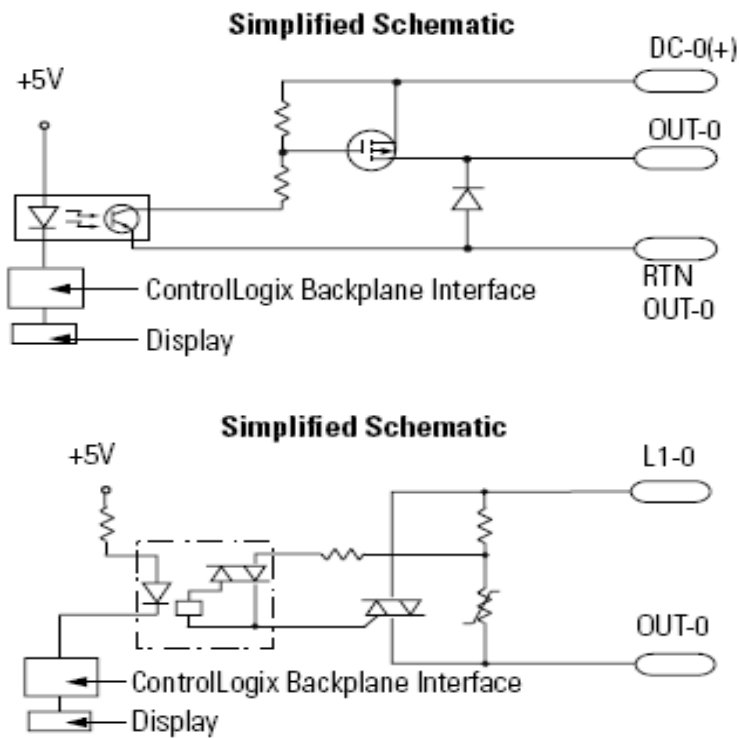 Simplified Schematic
+5V
DC-0(+)
OUT-0
RTN
OUT-0
ControlLogix Backplane Interface
Display
Simplified Schematic
+5V
L1-0
OUT-0
ControlLogix Backplane Interface
Display